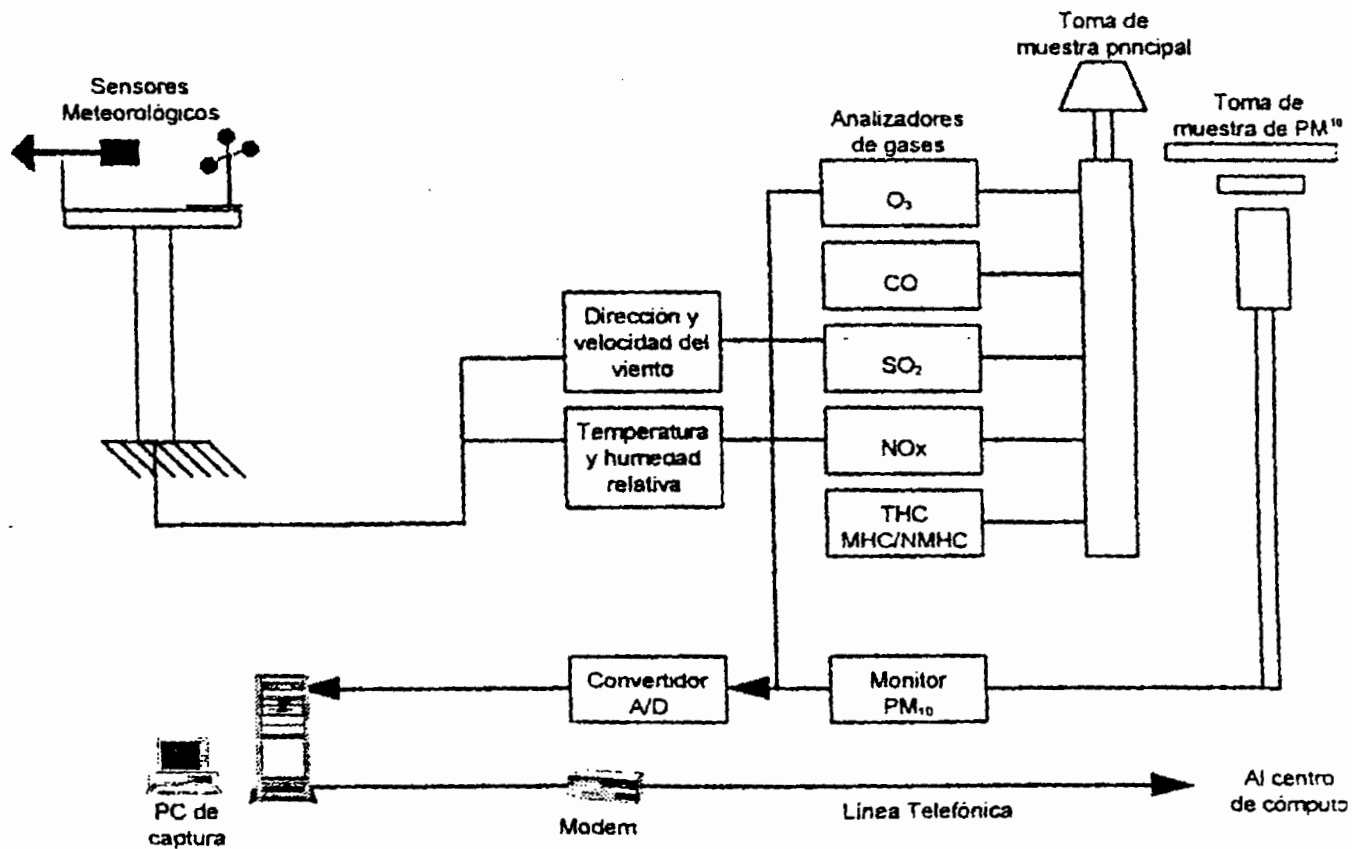 Toma de
muestra principal
Sensores
Meteorológicos
Toma de
muestra de PM¹⁰
Analizadores
de gases
O₃
CO
Dirección y
velocidad del
viento
SO₂
Temperatura
y humedad
relativa
NOx
THC
MHC/NMHC
Convertidor
A/D
Monitor
PM₁₀
PC de
captura
Modem
Línea Telefónica
Al centro
de cómputo